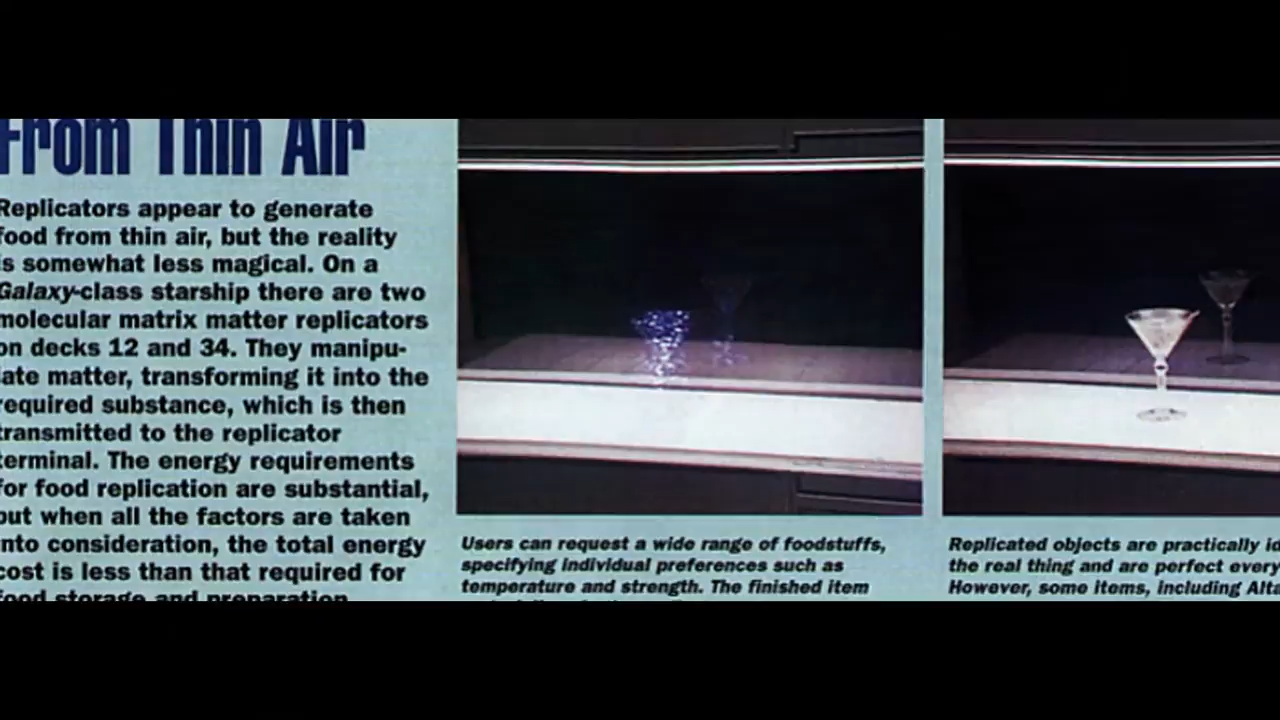 From Thin Air
Replicators appear to generate
food from thin air, but the reality
is somewhat less magical. On a
Galaxy-class starship there are two
molecular matrix matter replicators
on decks 12 and 34. They manipu-
late matter, transforming it into the
required substance, which is then
transmitted to the replicator
terminal. The energy requirements
for food replication are substantial,
but when all the factors are taken
into consideration, the total energy
cost is less than that required for
food storage and preparation
Users can request a wide range of foodstuffs,
specifying individual preferences such as
temperature and strength. The finished item
Replicated objects are practically id
the real thing and are perfect every
However, some items, including Alta